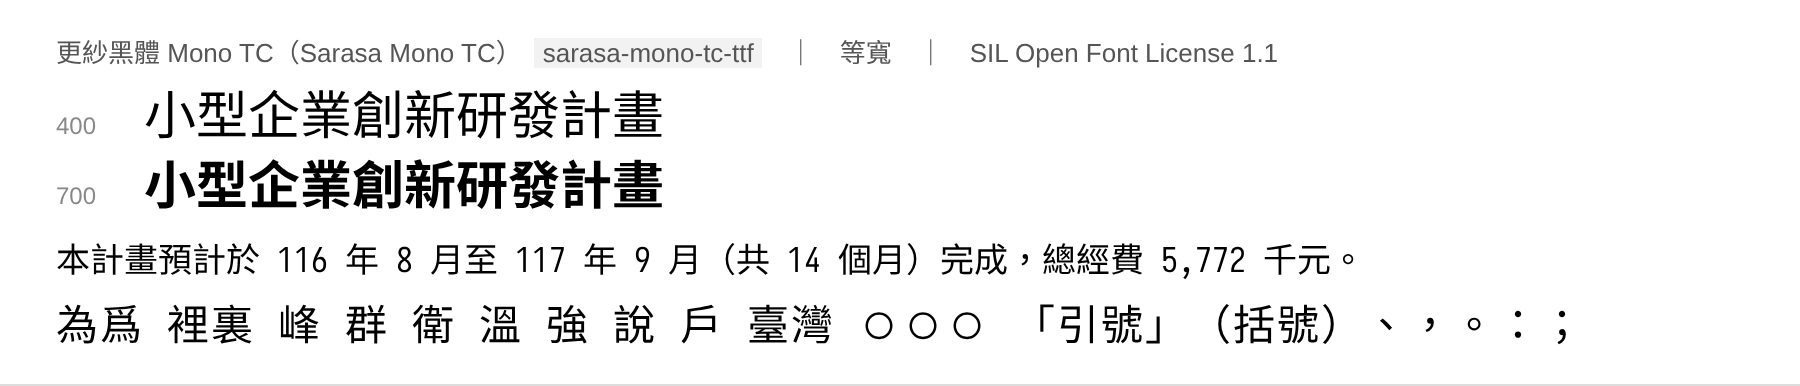 更紗黑體 Mono TC（Sarasa Mono TC） sarasa-mono-tc-ttf ｜ 等寬 ｜ SIL Open Font License 1.1
400 小型企業創新研發計畫
700 小型企業創新研發計畫
本計畫預計於 116 年 8 月至 117 年 9 月（共 14 個月）完成，總經費 5,772 千元。
為爲 裡裏 峰 群 衛 溫 強 說 戶 臺灣 ○○○ 「引號」（括號）、，。：；